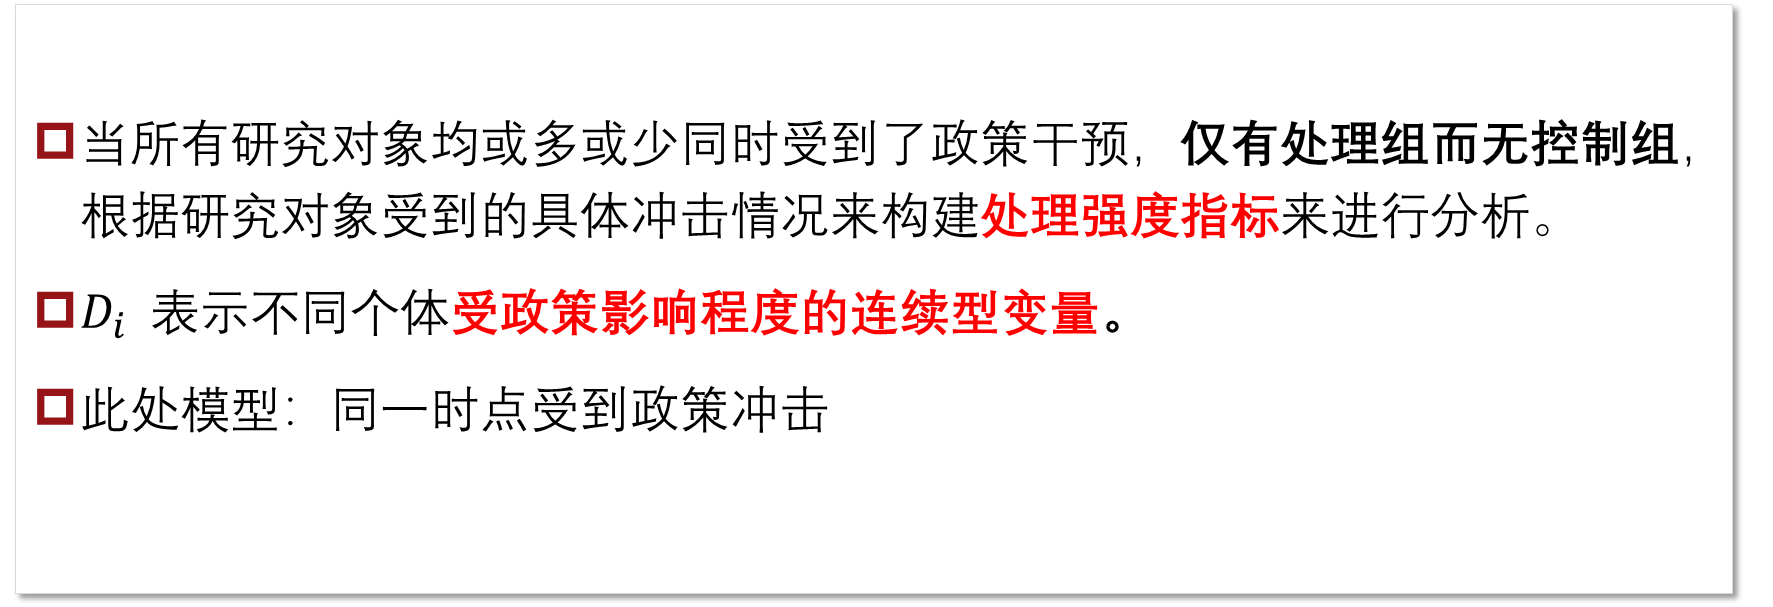 当所有研究对象均或多或少同时受到了政策干预，仅有处理组而无控制组，
根据研究对象受到的具体冲击情况来构建处理强度指标来进行分析。
Dᵢ 表示不同个体受政策影响程度的连续型变量。
此处模型：同一时点受到政策冲击